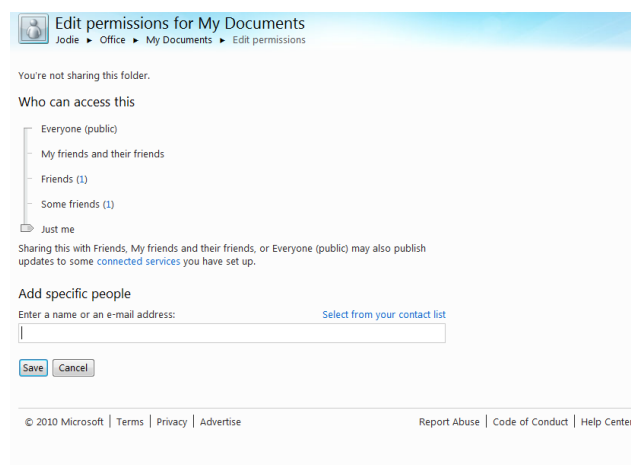 Edit permissions for My Documents
Jodie ► Office ► My Documents ► Edit permissions
You're not sharing this folder.
Who can access this
Everyone (public)
My friends and their friends
Friends (1)
Some friends (1)
Just me
Sharing this with Friends, My friends and their friends, or Everyone (public) may also publish
updates to some connected services you have set up.
Add specific people
Enter a name or an e-mail address: Select from your contact list
Save Cancel
© 2010 Microsoft | Terms | Privacy | Advertise Report Abuse | Code of Conduct | Help Center